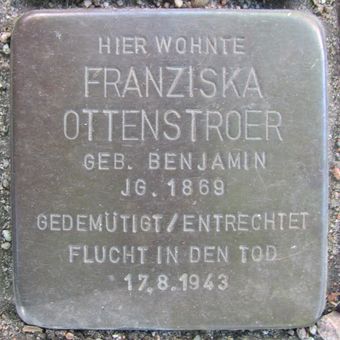 HIER WOHNTE
FRANZISKA
OTTENSTROER
GEB. BENJAMIN
JG. 1869
GEDEMÜTIGT/ENTRECHTET
FLUCHT IN DEN TOD
17.8.1943